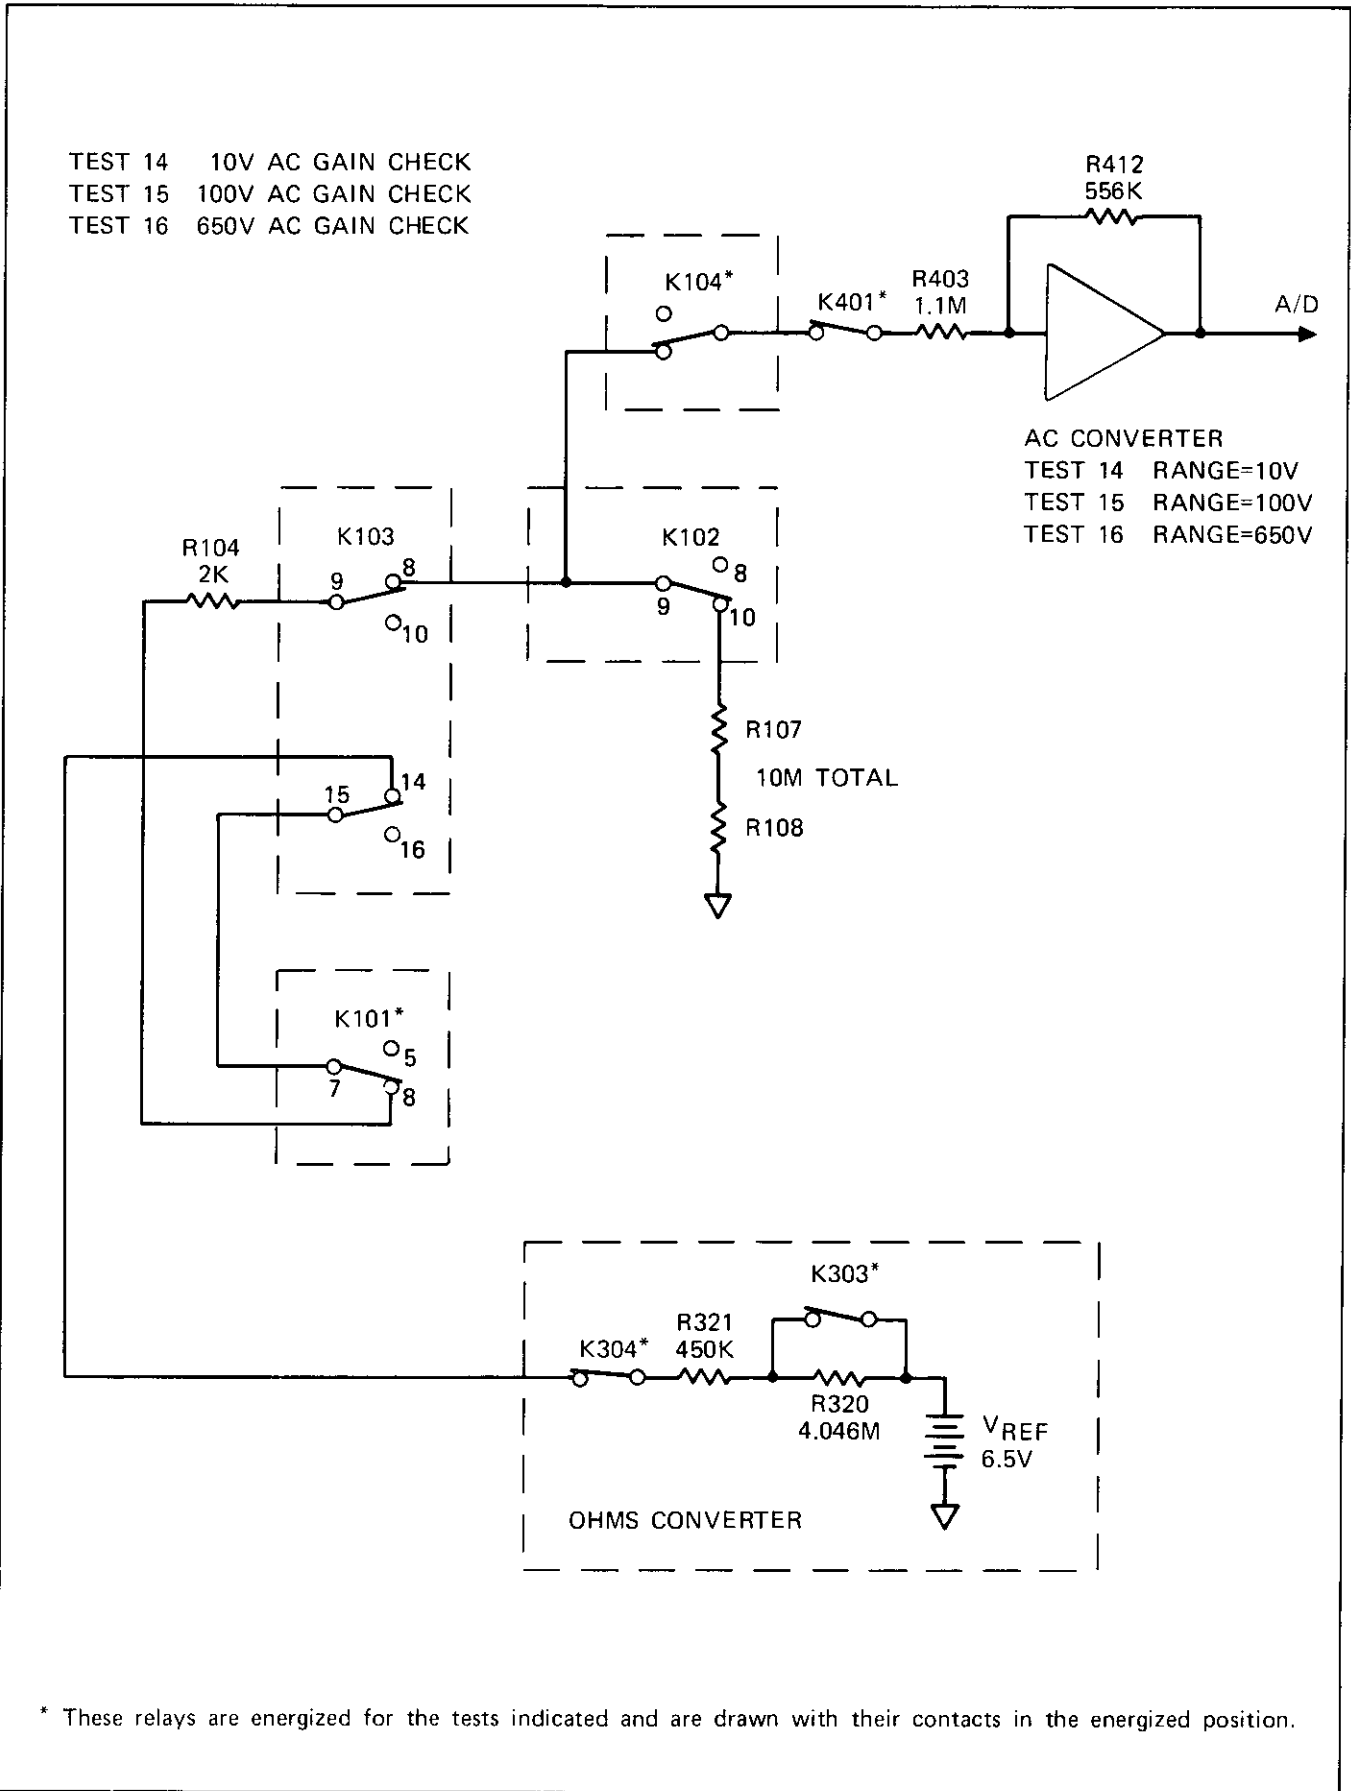 TEST 14 10V AC GAIN CHECK
TEST 15 100V AC GAIN CHECK
TEST 16 650V AC GAIN CHECK
R412
556K
K104*
K401*
R403
1.1M
A/D
AC CONVERTER
TEST 14 RANGE=10V
TEST 15 RANGE=100V
TEST 16 RANGE=650V
R104
2K
K103
9
8
10
K102
8
9
10
R107
10M TOTAL
R108
15
14
16
K101*
5
7
8
K303*
K304*
R321
450K
R320
4.046M
VREF
6.5V
OHMS CONVERTER
* These relays are energized for the tests indicated and are drawn with their contacts in the energized position.